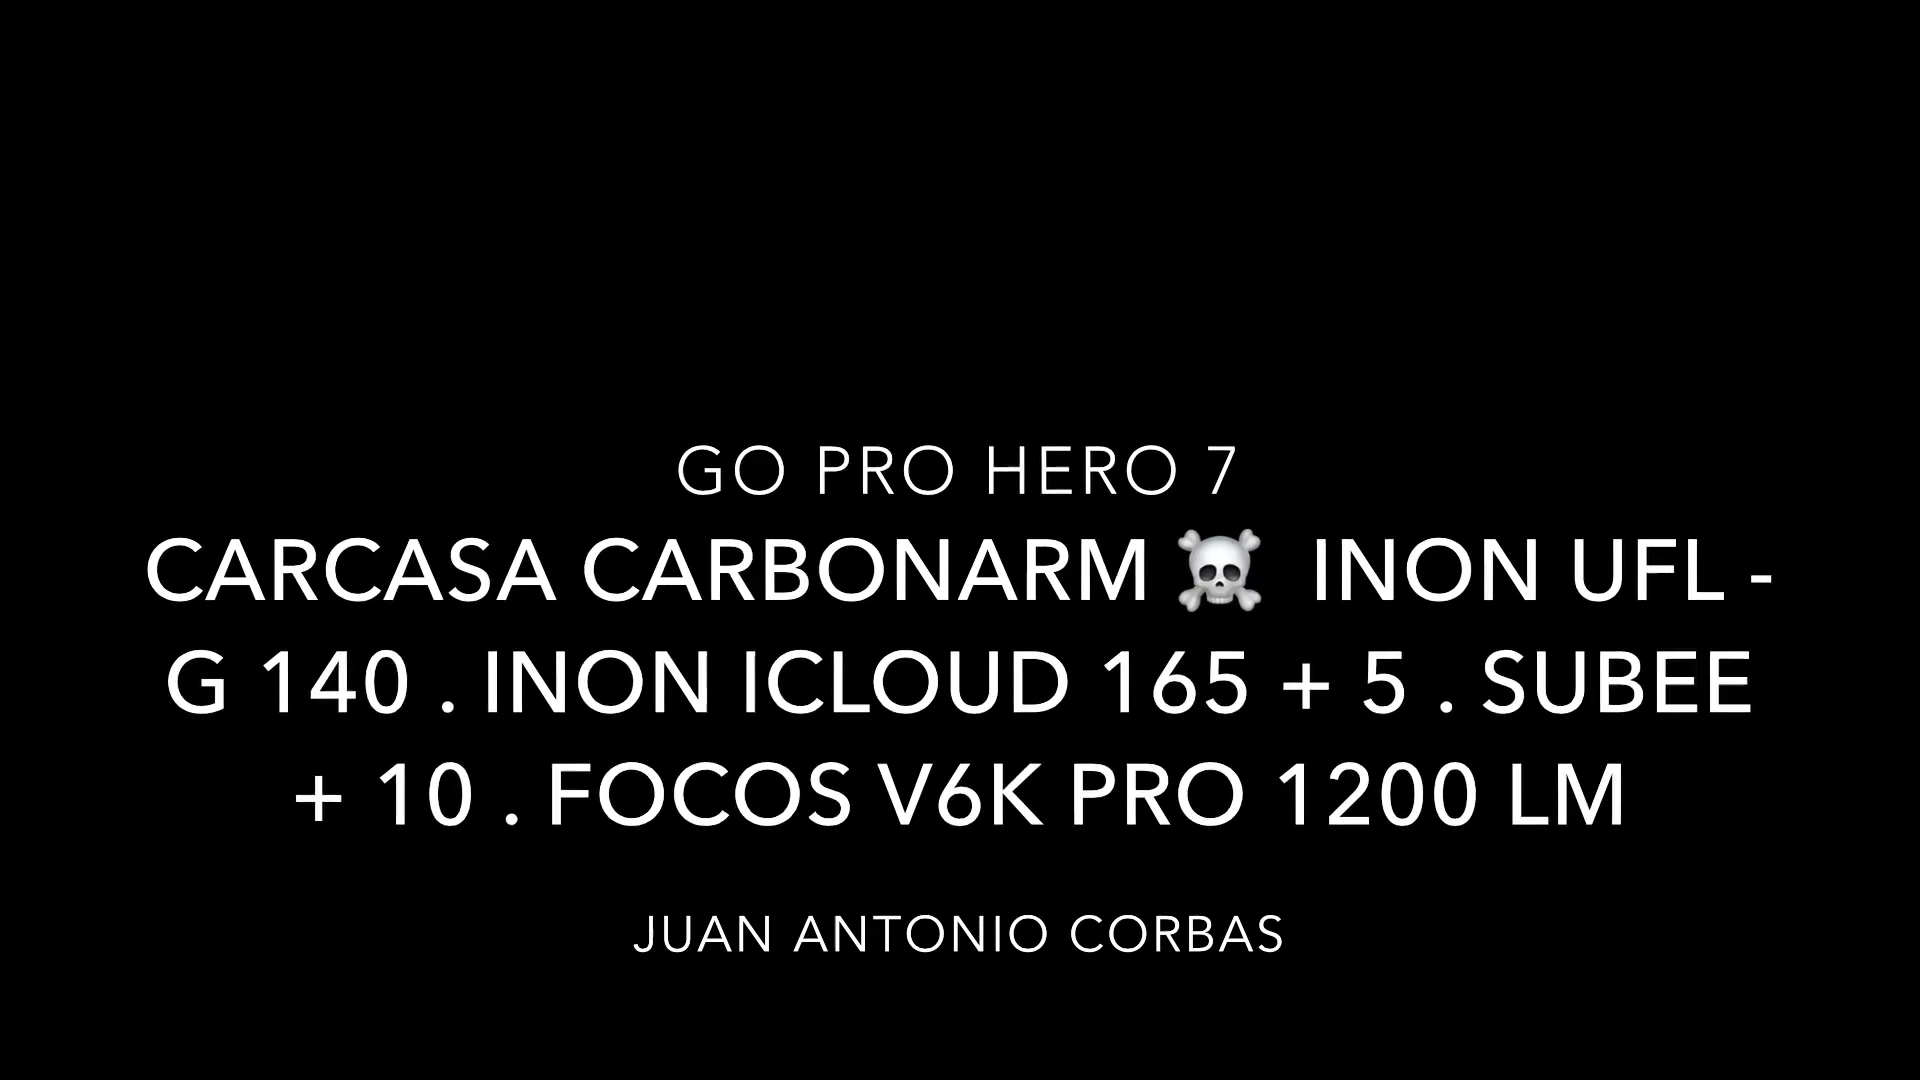 GO PRO HERO 7
CARCASA CARBONARM ☠️ INON UFL -
G 140 . INON ICLOUD 165 + 5 . SUBEE
+ 10 . FOCOS V6K PRO 1200 LM
JUAN ANTONIO CORBAS